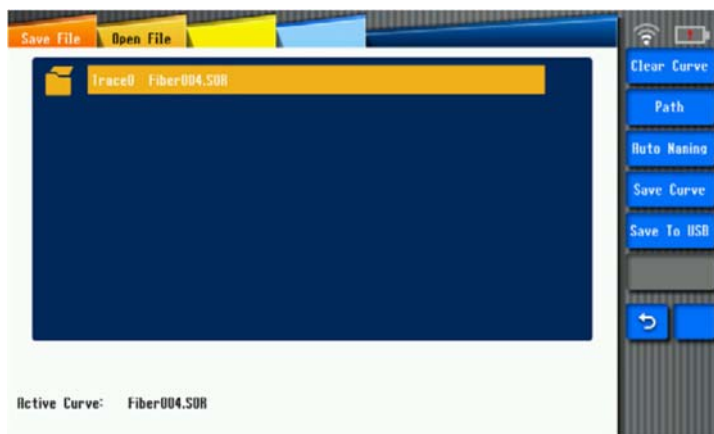 Save File
Open File
Clear Curve
Trace0 Fiber004.SOR
Path
Auto Naning
Save Curve
Save To USB
Active Curve: Fiber004.SOR